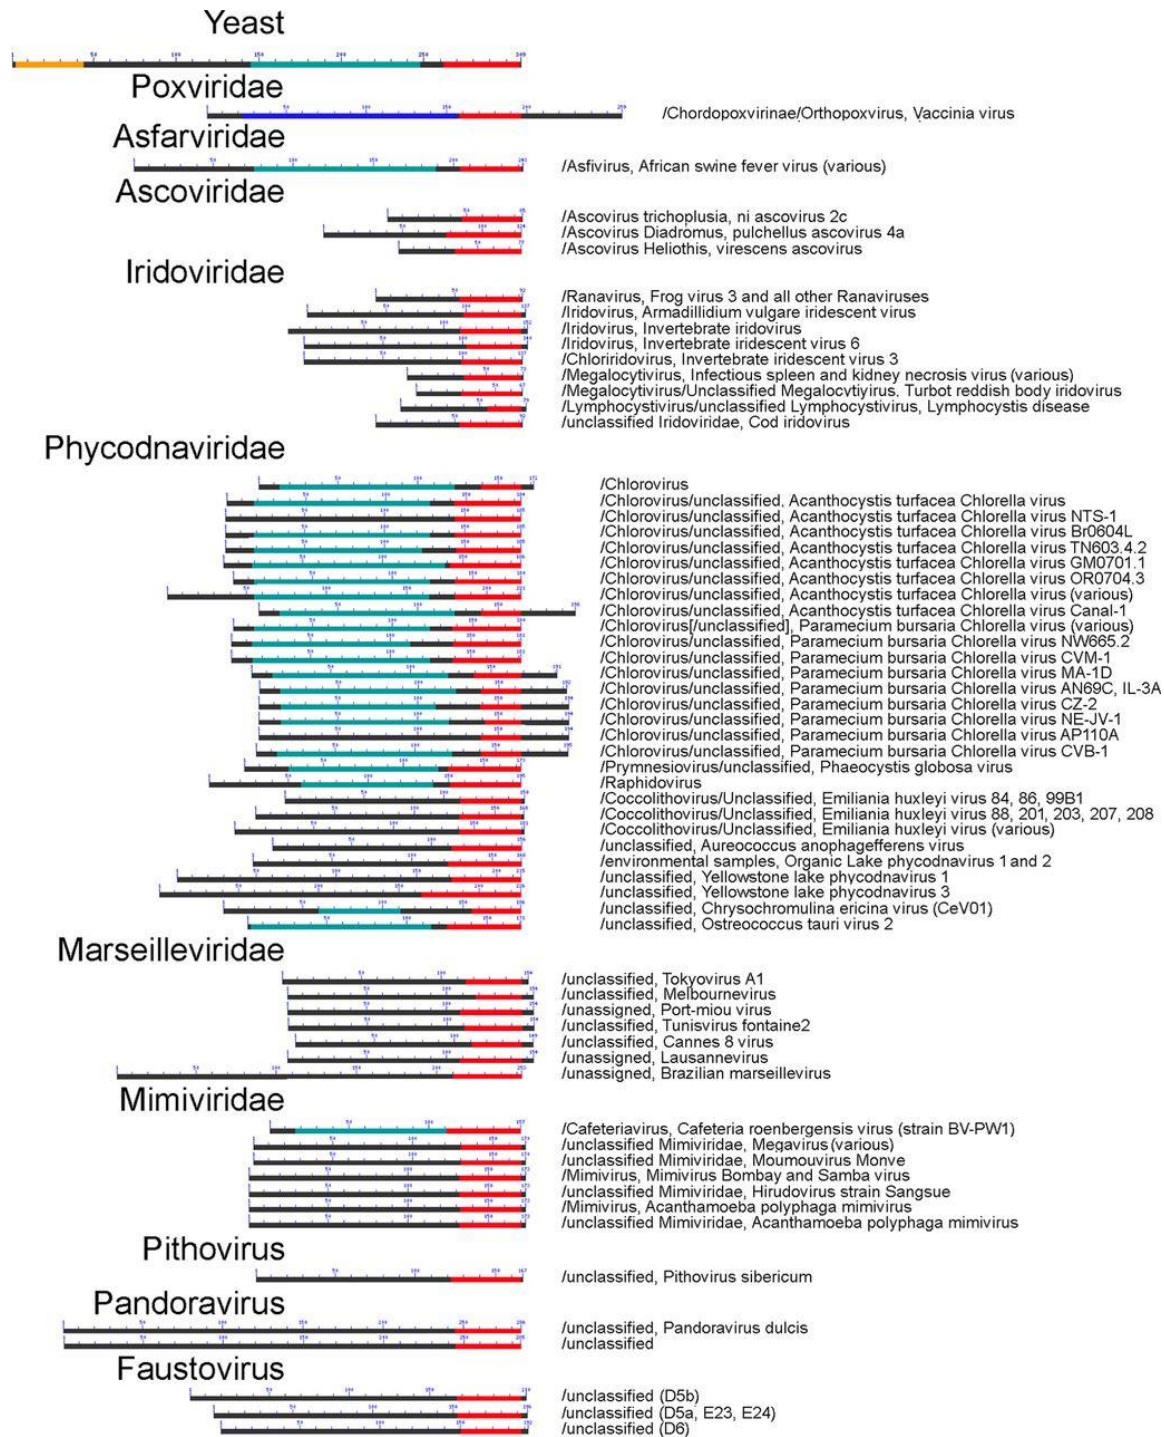 Yeast
Poxviridae
/Chordopoxvirinae/Orthopoxvirus, Vaccinia virus
Asfarviridae
/Asfivirus, African swine fever virus (various)
Ascoviridae
/Ascovirus trichoplusia, ni ascovirus 2c
/Ascovirus Diadromus, pulchellus ascovirus 4a
/Ascovirus Heliothis, virescens ascovirus
Iridoviridae
/Ranavirus, Frog virus 3 and all other Ranaviruses
/Iridovirus, Armadillidium vulgare iridescent virus
/Iridovirus, Invertebrate iridovirus
/Iridovirus, Invertebrate iridescent virus 6
/Chloriridovirus, Invertebrate iridescent virus 3
/Megalocytivirus, Infectious spleen and kidney necrosis virus (various)
/Megalocytivirus/Unclassified Megalocvtiyirus. Turbot reddish body iridovirus
/Lymphocystivirus/unclassified Lymphocystivirus, Lymphocystis disease
/unclassified Iridoviridae, Cod iridovirus
Phycodnaviridae
/Chlorovirus
/Chlorovirus/unclassified, Acanthocystis turfacea Chlorella virus
/Chlorovirus/unclassified, Acanthocystis turfacea Chlorella virus NTS-1
/Chlorovirus/unclassified, Acanthocystis turfacea Chlorella virus Br0604L
/Chlorovirus/unclassified, Acanthocystis turfacea Chlorella virus TN603.4.2
/Chlorovirus/unclassified, Acanthocystis turfacea Chlorella virus GM0701.1
/Chlorovirus/unclassified, Acanthocystis turfacea Chlorella virus OR0704.3
/Chlorovirus/unclassified, Acanthocystis turfacea Chlorella virus (various)
/Chlorovirus/unclassified, Acanthocystis turfacea Chlorella virus Canal-1
/Chlorovirus[/unclassified], Paramecium bursaria Chlorella virus (various)
/Chlorovirus/unclassified, Paramecium bursaria Chlorella virus NW665.2
/Chlorovirus/unclassified, Paramecium bursaria Chlorella virus CVM-1
/Chlorovirus/unclassified, Paramecium bursaria Chlorella virus MA-1D
/Chlorovirus/unclassified, Paramecium bursaria Chlorella virus AN69C, IL-3A
/Chlorovirus/unclassified, Paramecium bursaria Chlorella virus CZ-2
/Chlorovirus/unclassified, Paramecium bursaria Chlorella virus NE-JV-1
/Chlorovirus/unclassified, Paramecium bursaria Chlorella virus AP110A
/Chlorovirus/unclassified, Paramecium bursaria Chlorella virus CVB-1
/Prymnesiovirus/unclassified, Phaeocystis globosa virus
/Raphidovirus
/Coccolithovirus/Unclassified, Emiliania huxleyi virus 84, 86, 99B1
/Coccolithovirus/Unclassified, Emiliania huxleyi virus 88, 201, 203, 207, 208
/Coccolithovirus/Unclassified, Emiliania huxleyi virus (various)
/unclassified, Aureococcus anophagefferens virus
/environmental samples, Organic Lake phycodnavirus 1 and 2
/unclassified, Yellowstone lake phycodnavirus 1
/unclassified, Yellowstone lake phycodnavirus 3
/unclassified, Chrysochromulina ericina virus (CeV01)
/unclassified, Ostreococcus tauri virus 2
Marseilleviridae
/unclassified, Tokyovirus A1
/unclassified, Melbournevirus
/unassigned, Port-miou virus
/unclassified, Tunisvirus fontaine2
/unclassified, Cannes 8 virus
/unassigned, Lausannevirus
/unassigned, Brazilian marseillevirus
Mimiviridae
/Cafeteriavirus, Cafeteria roenbergensis virus (strain BV-PW1)
/unclassified Mimiviridae, Megavirus (various)
/unclassified Mimiviridae, Moumouvirus Monve
/Mimivirus, Mimivirus Bombay and Samba virus
/unclassified Mimiviridae, Hirudovirus strain Sangsue
/Mimivirus, Acanthamoeba polyphaga mimivirus
/unclassified Mimiviridae, Acanthamoeba polyphaga mimivirus
Pithovirus
/unclassified, Pithovirus sibericum
Pandoravirus
/unclassified, Pandoravirus dulcis
/unclassified
Faustovirus
/unclassified (D5b)
/unclassified (D5a, E23, E24)
/unclassified (D6)